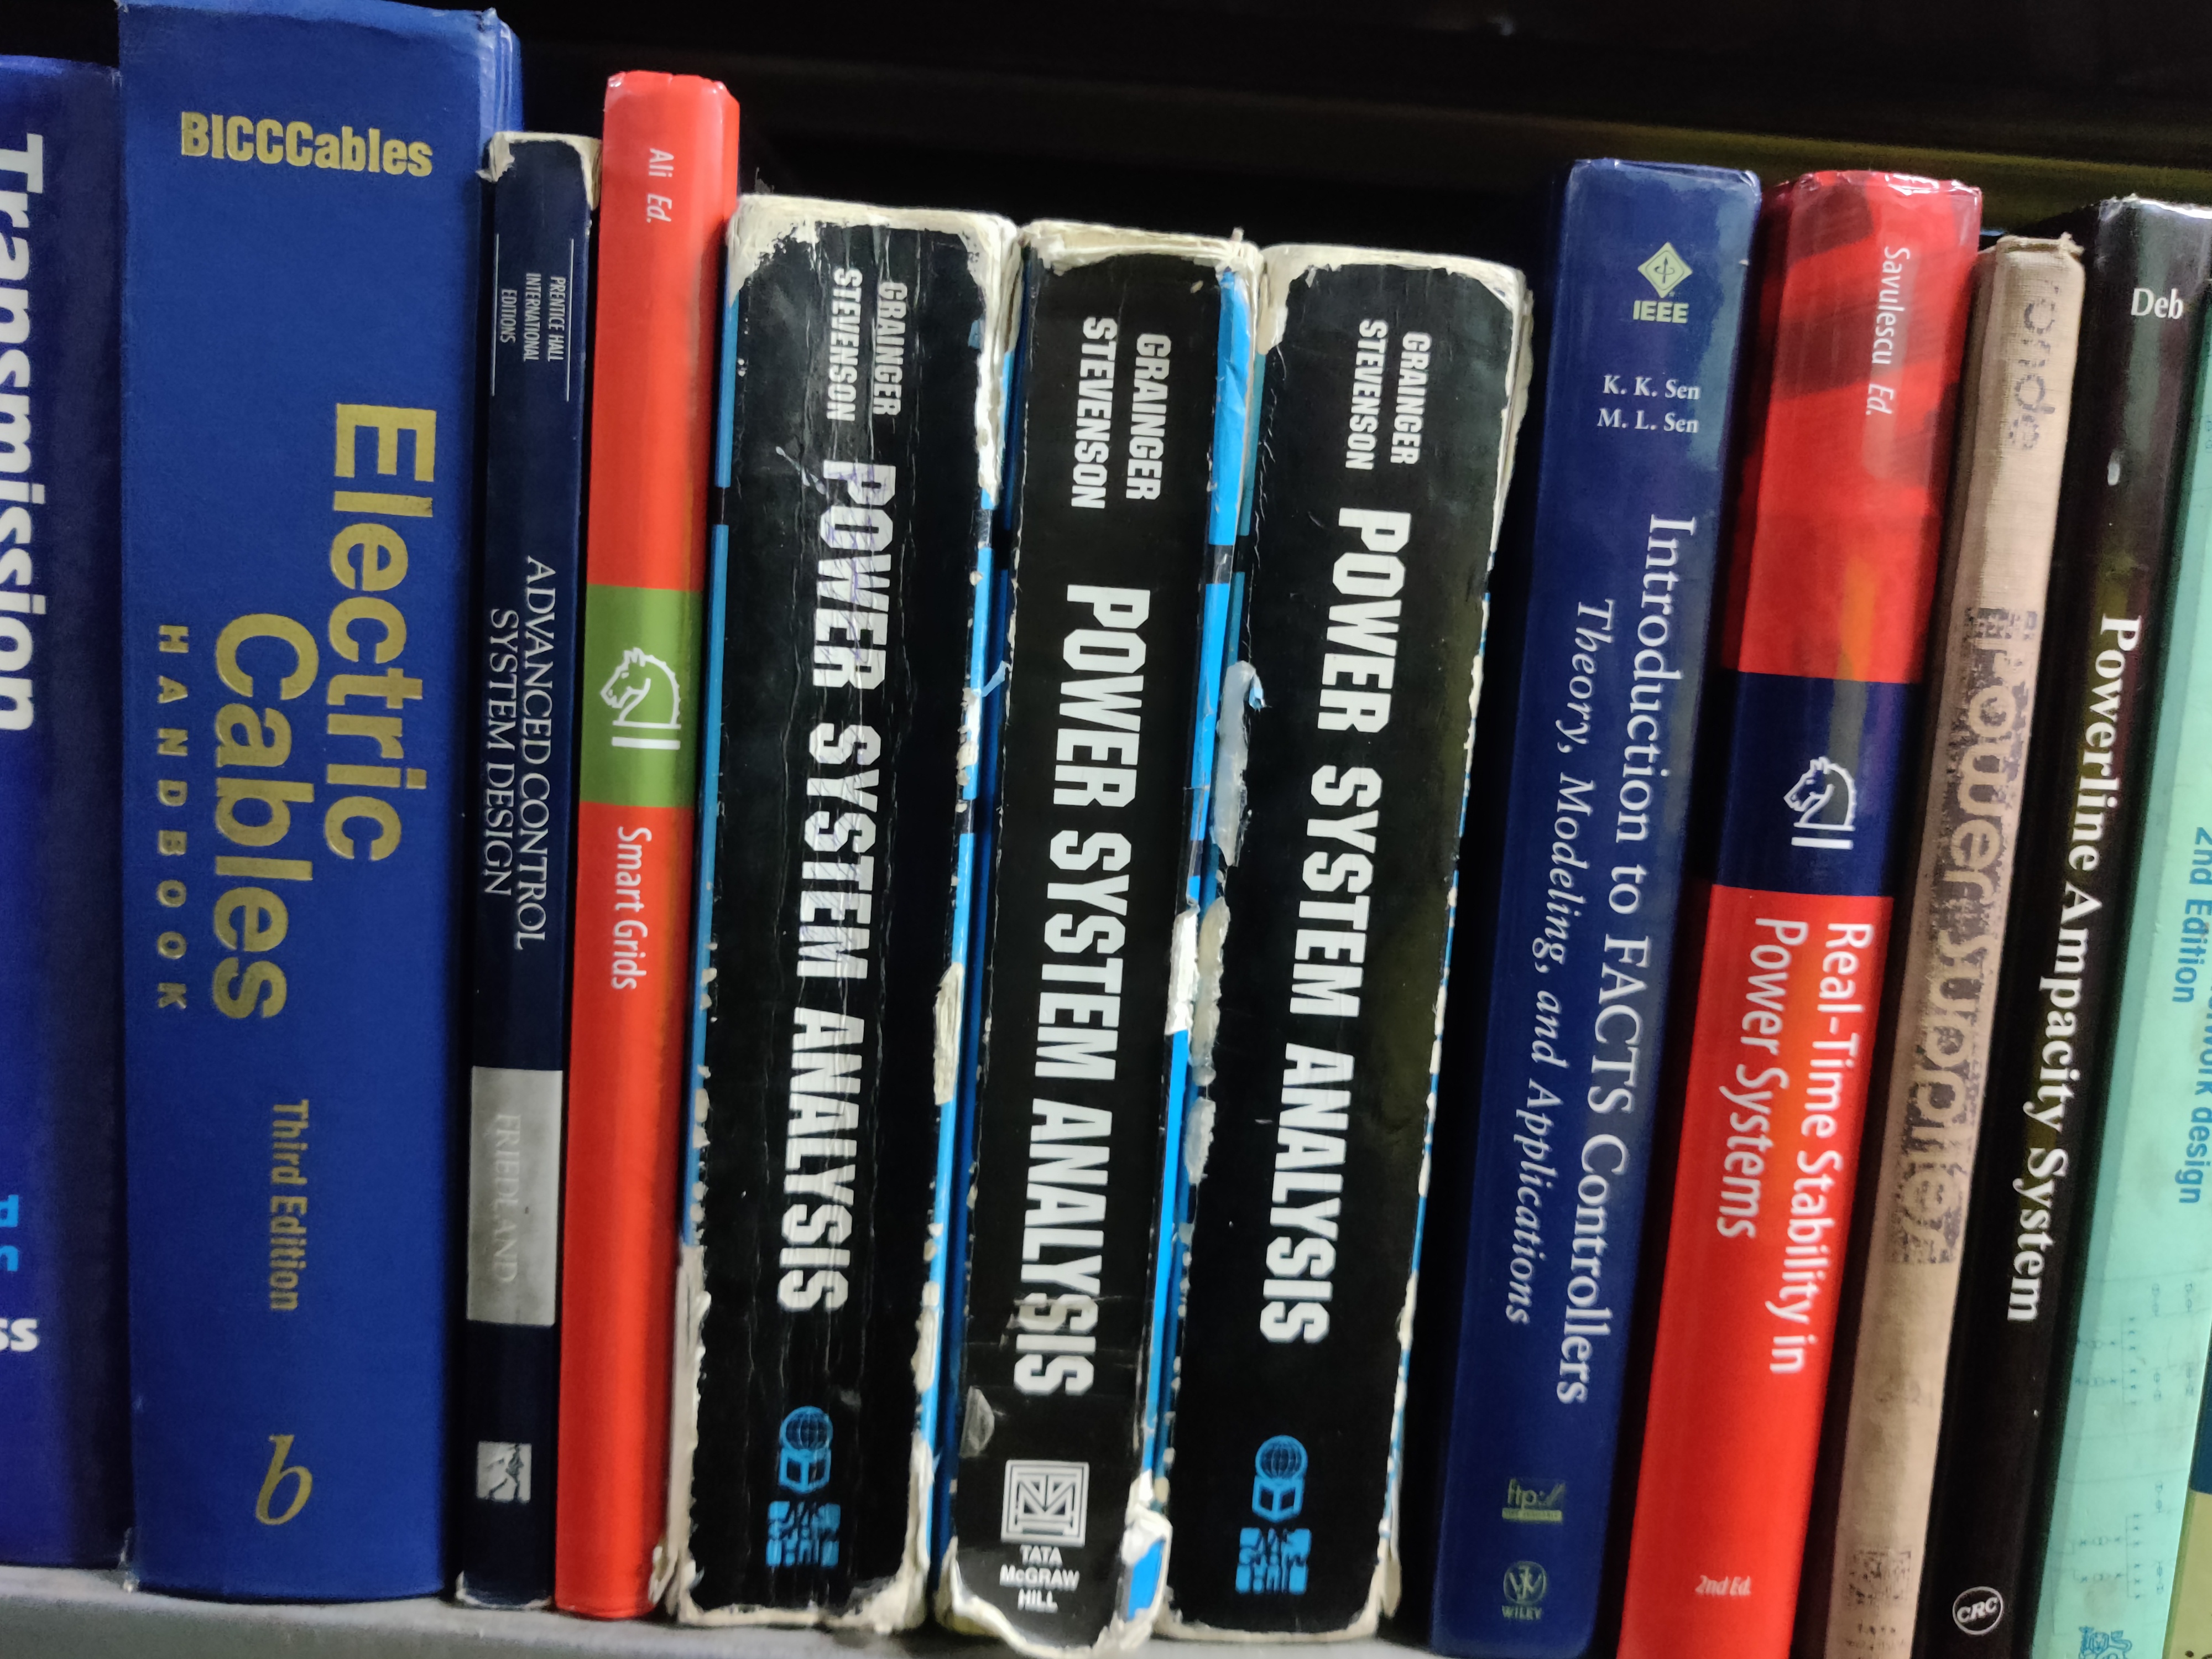 Transmission
ss
BICCCables
Electric
Cables
HANDBOOK
Third Edition
b
PRENTICE HALL
INTERNATIONAL
EDITIONS
ADVANCED CONTROL
SYSTEM DESIGN
FRIEDLAND
Ali Ed.
Smart Grids
GRAINGER
STEVENSON
POWER SYSTEM ANALYSIS
GRAINGER
STEVENSON
POWER SYSTEM ANALYSIS
TATA
McGRAW
HILL
GRAINGER
STEVENSON
POWER SYSTEM ANALYSIS
IEEE
K. K. Sen
M. L. Sen
Introduction to FACTS Controllers
Theory, Modeling, and Applications
ftp:
WILEY
Savulescu Ed.
Real-Time Stability in
Power Systems
2nd Ed.
power supplies
Deb
Powerline Ampacity System
CRC
design
2nd Edition